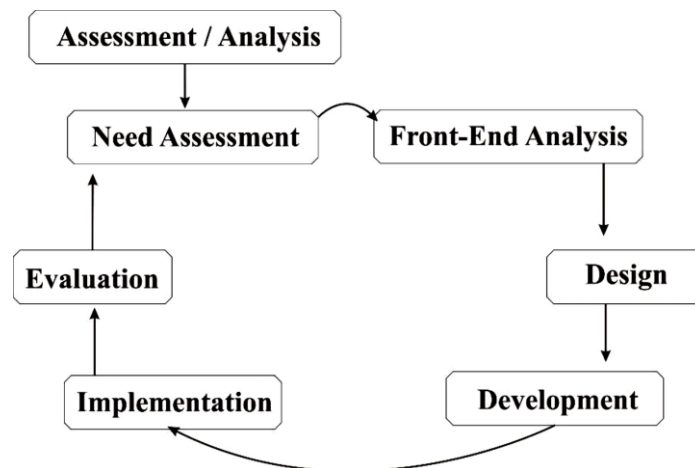 Assessment / Analysis
Need Assessment
Front-End Analysis
Evaluation
Design
Implementation
Development